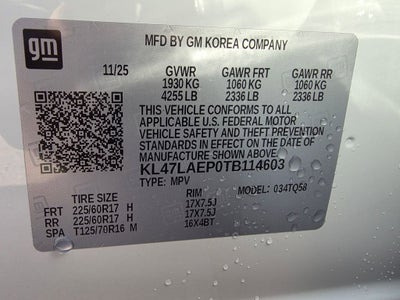 gm
MFD BY GM KOREA COMPANY
11/25 GVWR GAWR FRT GAWR RR
1930 KG 1060 KG 1060 KG
4255 LB 2336 LB 2336 LB
THIS VEHICLE CONFORMS TO ALL
APPLICABLE U.S. FEDERAL MOTOR
VEHICLE SAFETY AND THEFT PREVENTION
STANDARDS IN EFFECT ON THE DATE OF
MANUFACTURE SHOWN ABOVE.
KL47LAEP0TB114603
TYPE: MPV MODEL: 034TQ58
TIRE SIZE RIM
FRT 225/60R17 H 17X7.5J
RR 225/60R17 H 17X7.5J
SPA T125/70R16 M 16X4BT